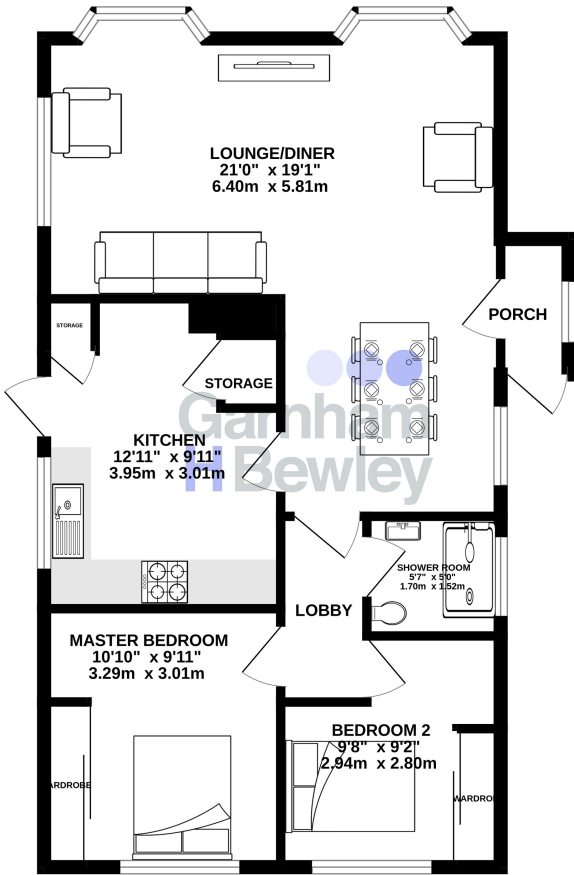 LOUNGE/DINER
21'0" x 19'1"
6.40m x 5.81m
PORCH
STORAGE
STORAGE
Garnham
H Bewley
KITCHEN
12'11" x 9'11"
3.95m x 3.01m
SHOWER ROOM
5'7" x 5'0"
1.70m x 1.52m
LOBBY
MASTER BEDROOM
10'10" x 9'11"
3.29m x 3.01m
BEDROOM 2
9'8" x 9'2"
2.94m x 2.80m
ARDROBE
WARDRO